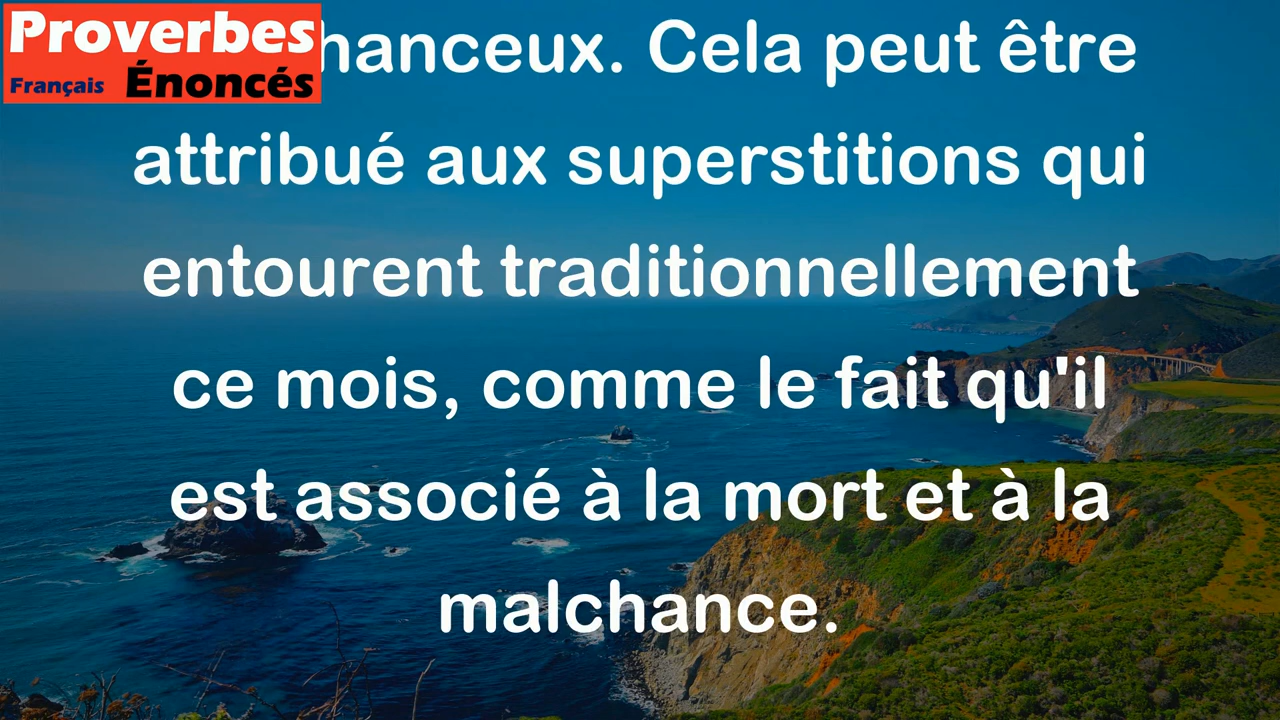 Proverbes
Français Énoncés
hanceux. Cela peut être
attribué aux superstitions qui
entourent traditionnellement
ce mois, comme le fait qu'il
est associé à la mort et à la
malchance.